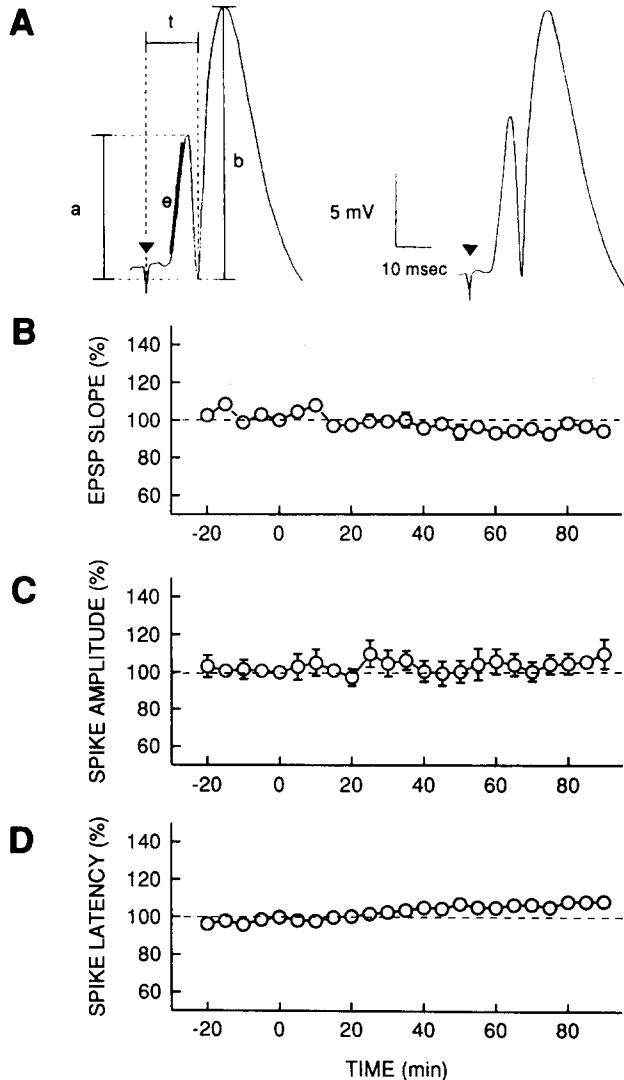 A
t
a
e
b
5 mV
10 msec
B
EPSP SLOPE (%)
140
120
100
80
60
-20 0 20 40 60 80
C
SPIKE AMPLITUDE (%)
140
120
100
80
60
-20 0 20 40 60 80
D
SPIKE LATENCY (%)
140
120
100
80
60
-20 0 20 40 60 80
TIME (min)